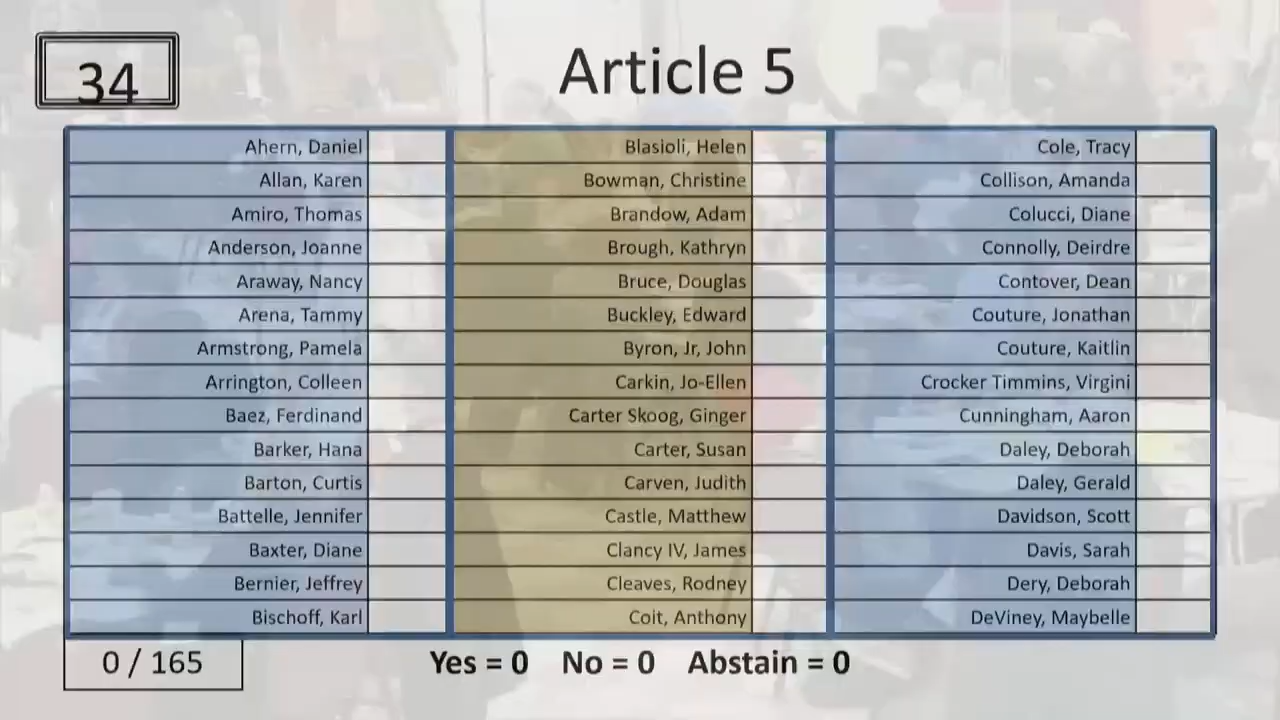 34
Article 5
Ahern, Daniel
Allan, Karen
Amiro, Thomas
Anderson, Joanne
Araway, Nancy
Arena, Tammy
Armstrong, Pamela
Arrington, Colleen
Baez, Ferdinand
Barker, Hana
Barton, Curtis
Battelle, Jennifer
Baxter, Diane
Bernier, Jeffrey
Bischoff, Karl
Blasioli, Helen
Bowman, Christine
Brandow, Adam
Brough, Kathryn
Bruce, Douglas
Buckley, Edward
Byron, Jr, John
Carkin, Jo-Ellen
Carter Skoog, Ginger
Carter, Susan
Carven, Judith
Castle, Matthew
Clancy IV, James
Cleaves, Rodney
Coit, Anthony
Cole, Tracy
Collison, Amanda
Colucci, Diane
Connolly, Deirdre
Contover, Dean
Couture, Jonathan
Couture, Kaitlin
Crocker Timmins, Virgini
Cunningham, Aaron
Daley, Deborah
Daley, Gerald
Davidson, Scott
Davis, Sarah
Dery, Deborah
DeViney, Maybelle
0 / 165
Yes = 0 No = 0 Abstain = 0